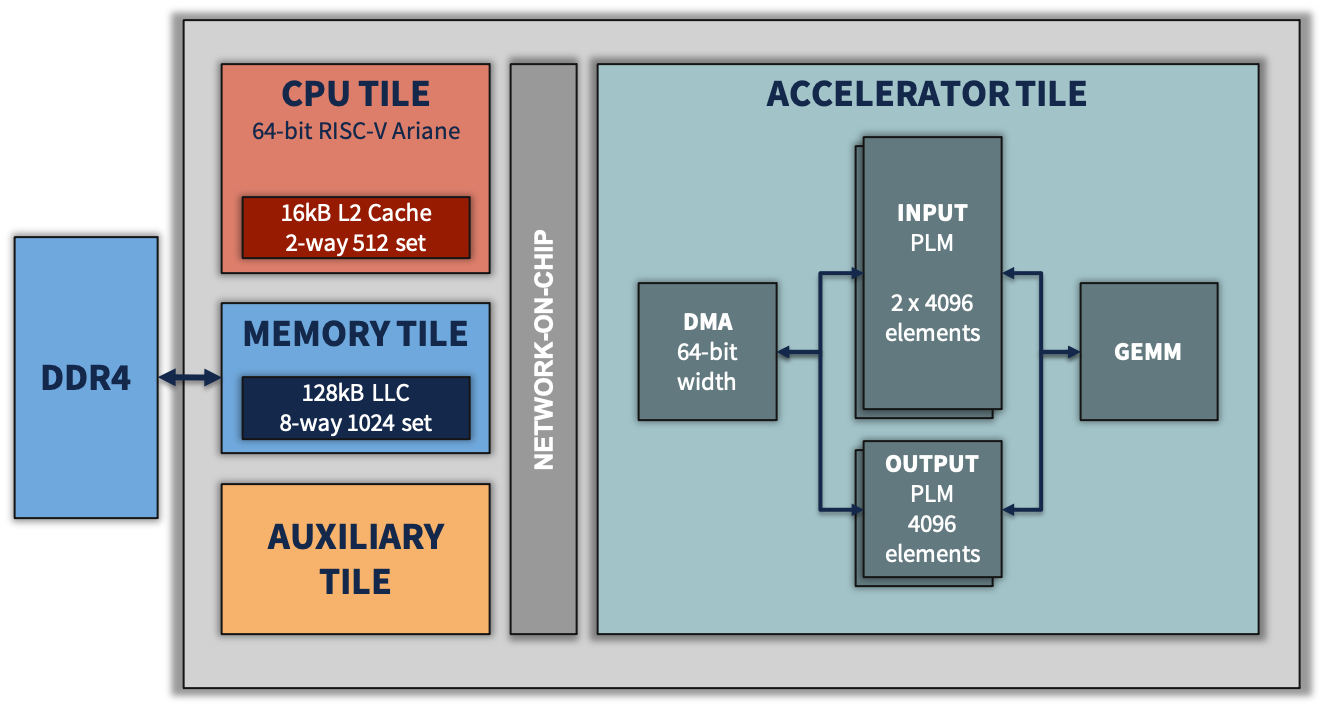 DDR4
CPU TILE
64-bit RISC-V Ariane
16kB L2 Cache
2-way 512 set
MEMORY TILE
128kB LLC
8-way 1024 set
AUXILIARY
TILE
NETWORK-ON-CHIP
ACCELERATOR TILE
DMA
64-bit
width
INPUT
PLM
2 x 4096
elements
OUTPUT
PLM
4096
elements
GEMM